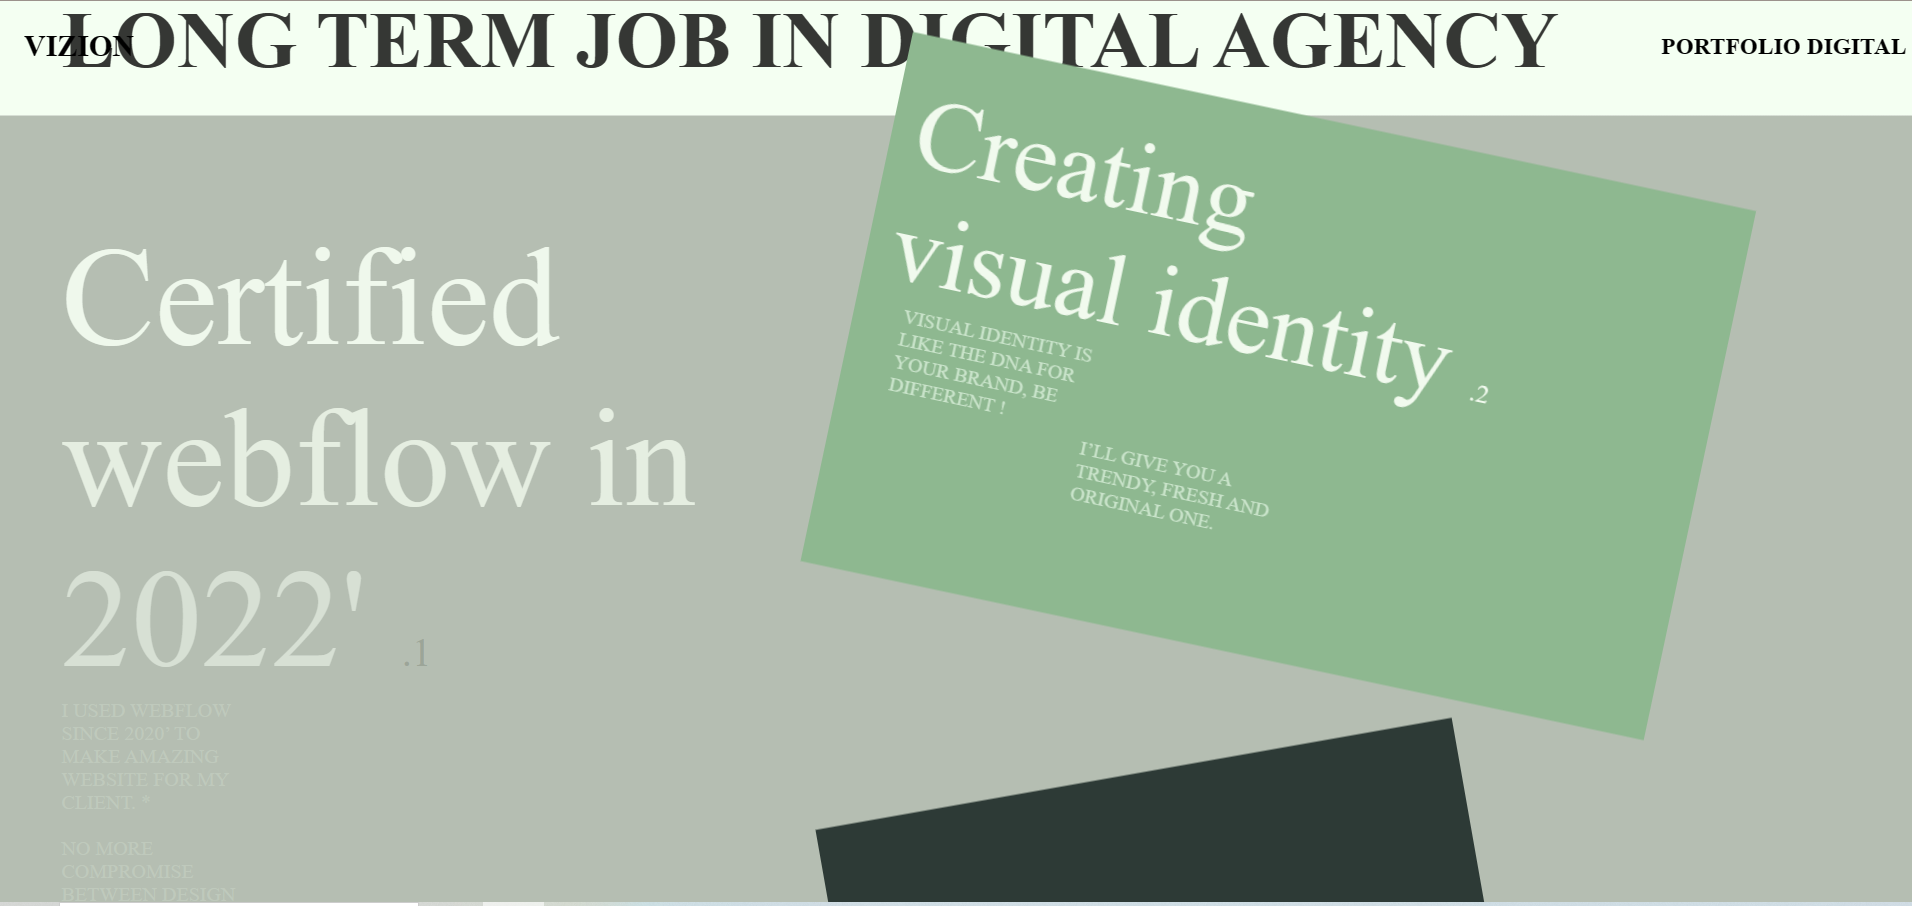 LONG TERM JOB IN DIGITAL AGENCY
VIZION
PORTFOLIO DIGITAL
Certified
webflow in
2022' .1
I USED WEBFLOW
SINCE 2020' TO
MAKE AMAZING
WEBSITE FOR MY
CLIENT. *
NO MORE
COMPROMISE
BETWEEN DESIGN
Creating
visual identity .2
VISUAL IDENTITY IS
LIKE THE DNA FOR
YOUR BRAND, BE
DIFFERENT !
I'LL GIVE YOU A
TRENDY, FRESH AND
ORIGINAL ONE.